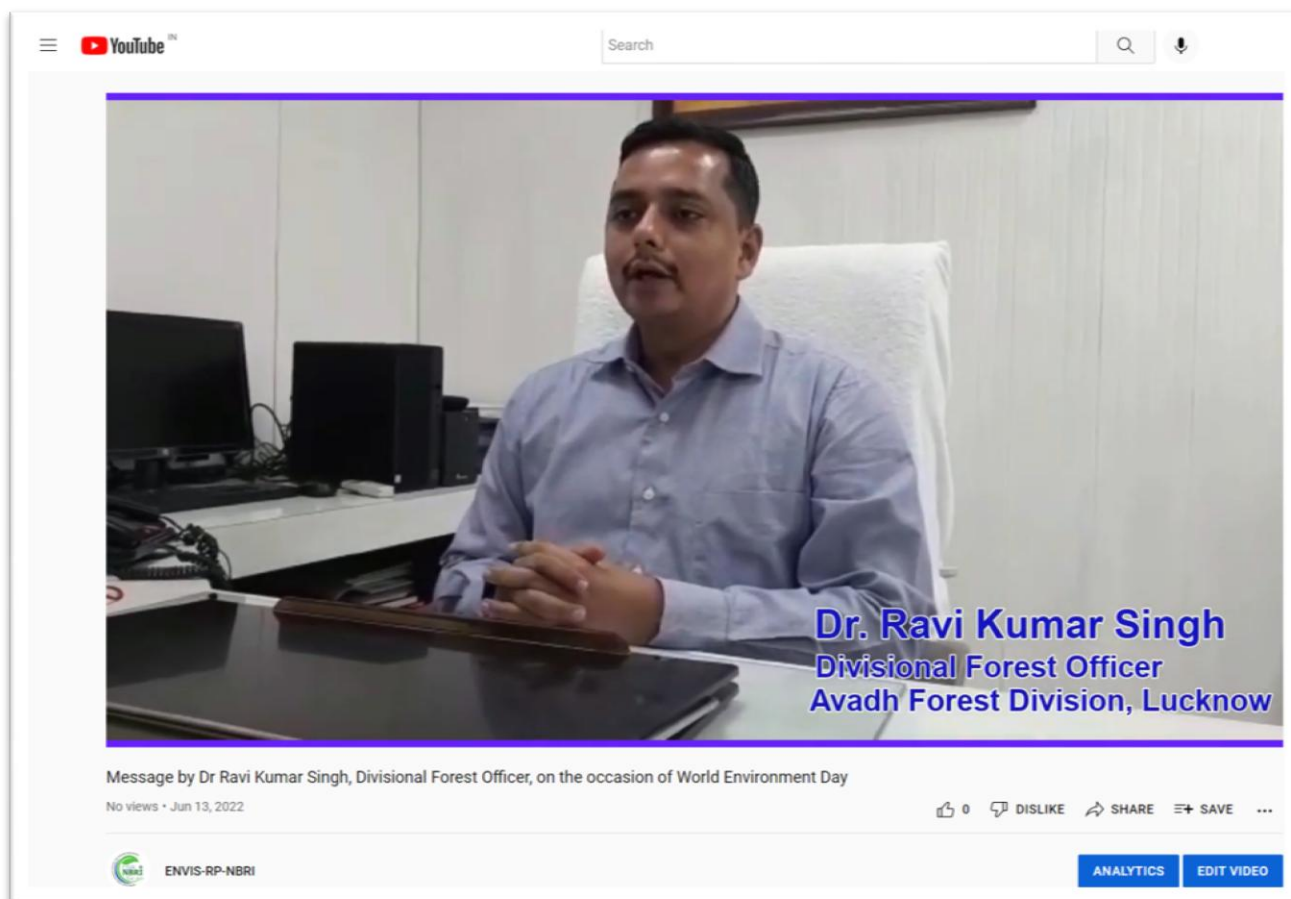 YouTube IN
Search
Dr. Ravi Kumar Singh
Divisional Forest Officer
Avadh Forest Division, Lucknow
Message by Dr Ravi Kumar Singh, Divisional Forest Officer, on the occasion of World Environment Day
No views • Jun 13, 2022
0 DISLIKE SHARE SAVE ...
NBRI
ENVIS-RP-NBRI
ANALYTICS EDIT VIDEO